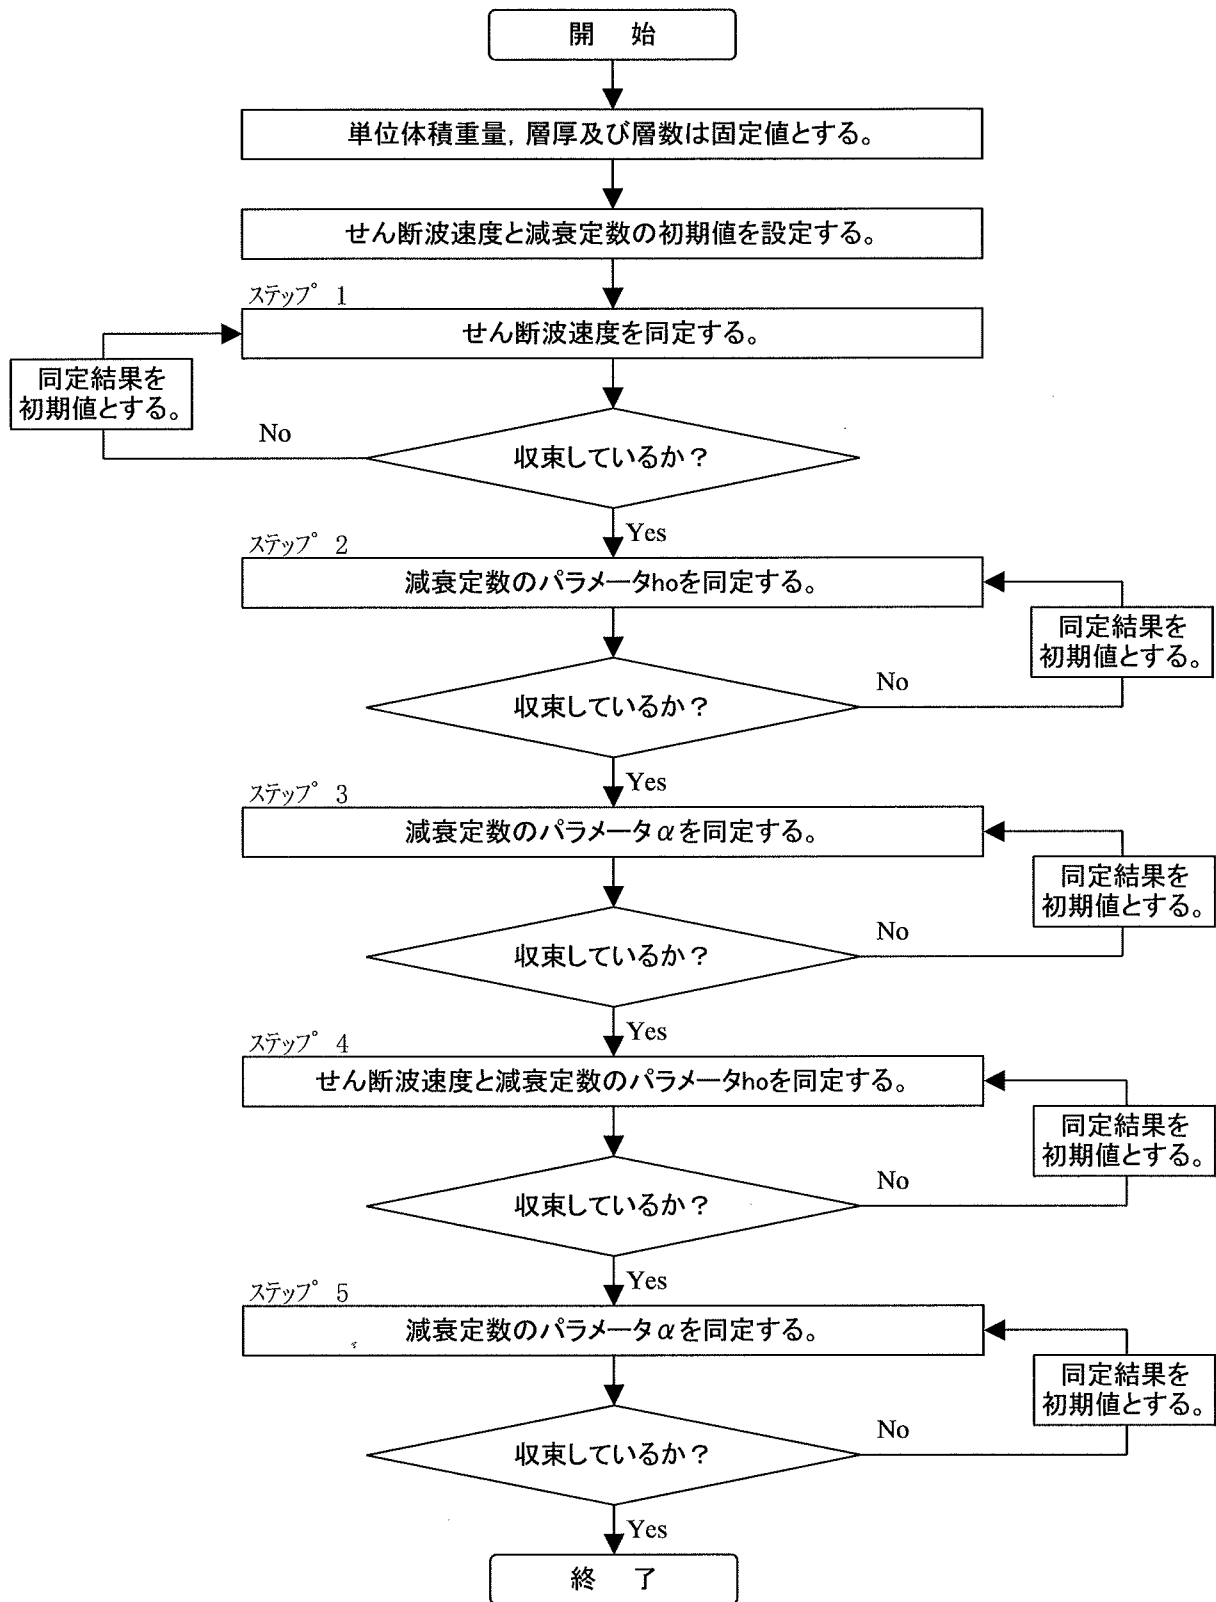 開　始
単位体積重量，層厚及び層数は固定値とする。
せん断波速度と減衰定数の初期値を設定する。
ステップ 1
せん断波速度を同定する。
同定結果を
初期値とする。
No
収束しているか？
Yes
ステップ 2
減衰定数のパラメータhoを同定する。
同定結果を
初期値とする。
No
収束しているか？
Yes
ステップ 3
減衰定数のパラメータαを同定する。
同定結果を
初期値とする。
No
収束しているか？
Yes
ステップ 4
せん断波速度と減衰定数のパラメータhoを同定する。
同定結果を
初期値とする。
No
収束しているか？
Yes
ステップ 5
減衰定数のパラメータαを同定する。
同定結果を
初期値とする。
No
収束しているか？
Yes
終　了